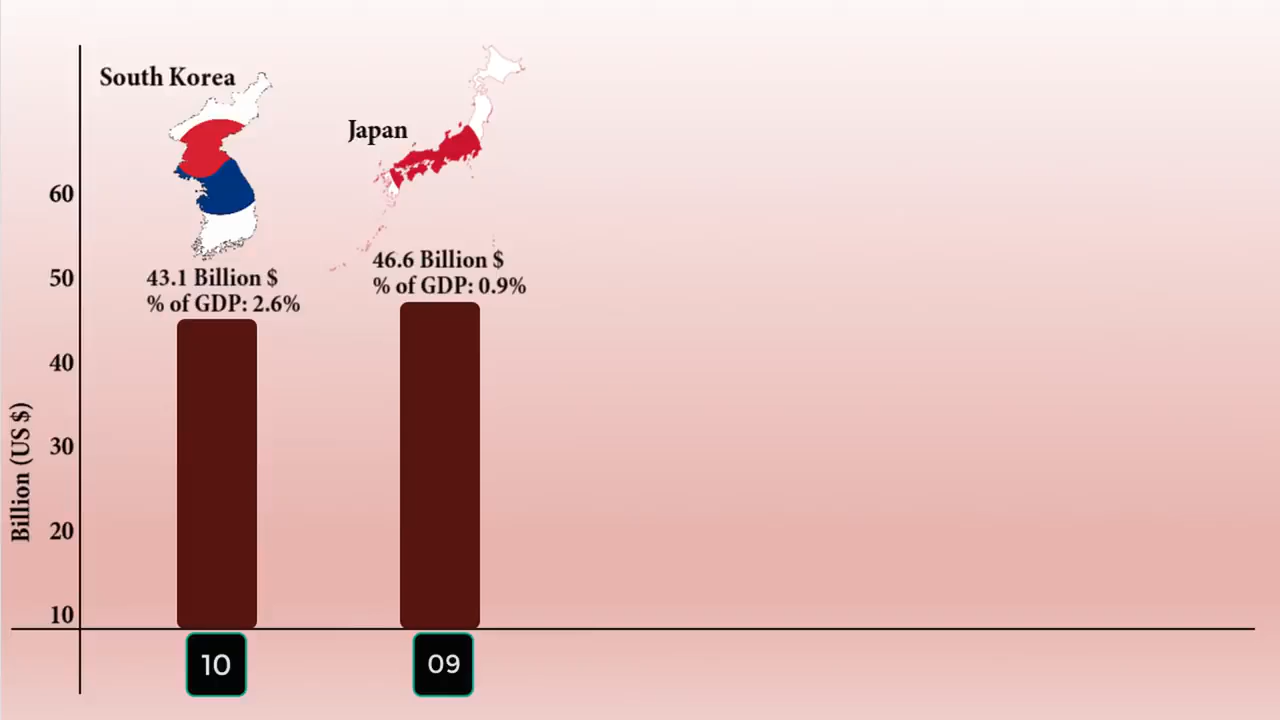 South Korea
Japan
43.1 Billion $
% of GDP: 2.6%
46.6 Billion $
% of GDP: 0.9%
60
50
40
30
20
10
Billion (US $)
10
09